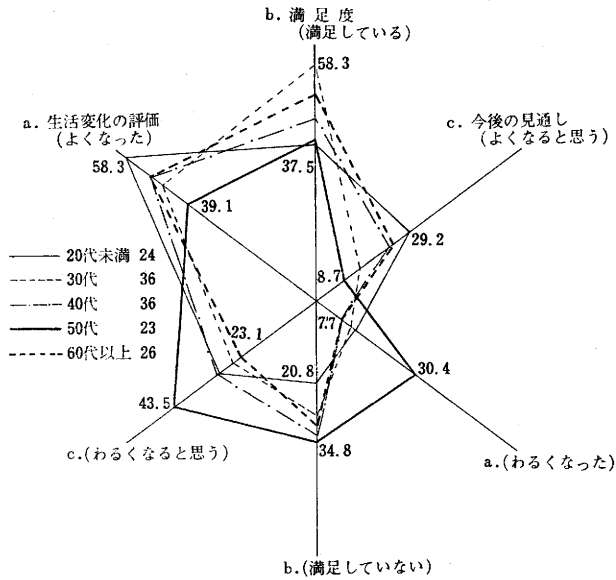 b. 満足度
(満足している)
58.3
a. 生活変化の評価
(よくなった)
c. 今後の見通し
(よくなると思う)
58.3
37.5
39.1
29.2
8.7
20代未満 24
30代 36
40代 36
50代 23
60代以上 26
7.7
23.1
20.8
30.4
43.5
34.8
c.(わるくなると思う)
a.(わるくなった)
b.(満足していない)